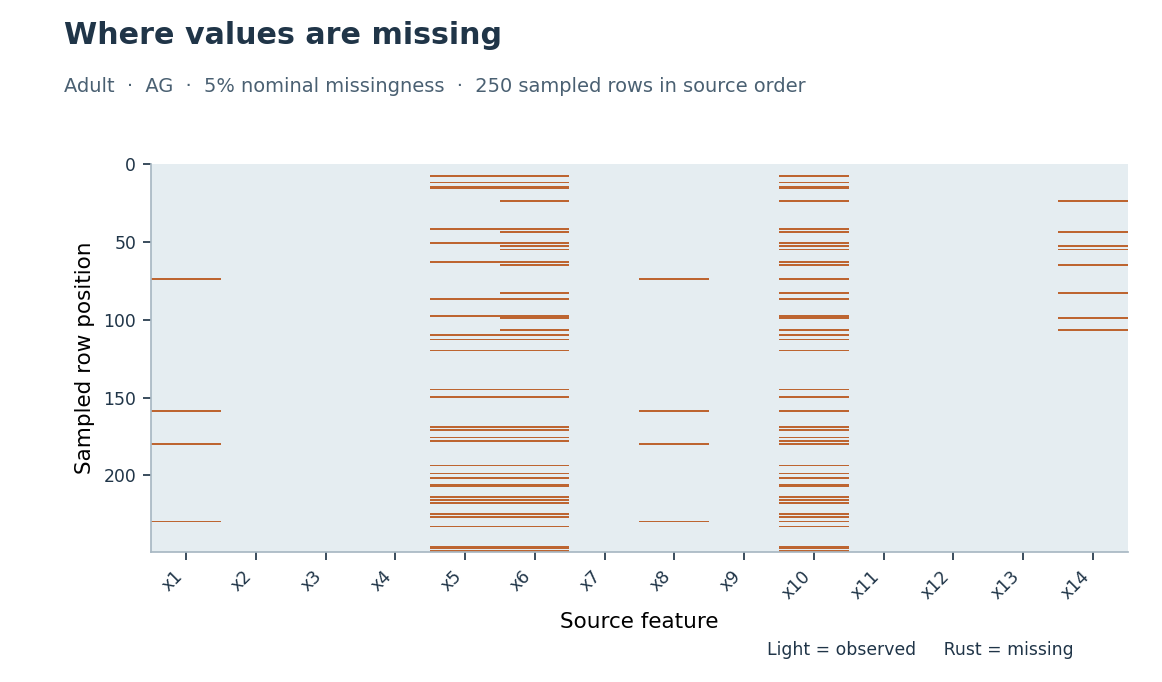 Where values are missing
Adult · AG · 5% nominal missingness · 250 sampled rows in source order
0
50
100
150
200
Sampled row position
x1 x2 x3 x4 x5 x6 x7 x8 x9 x10 x11 x12 x13 x14
Source feature
Light = observed Rust = missing